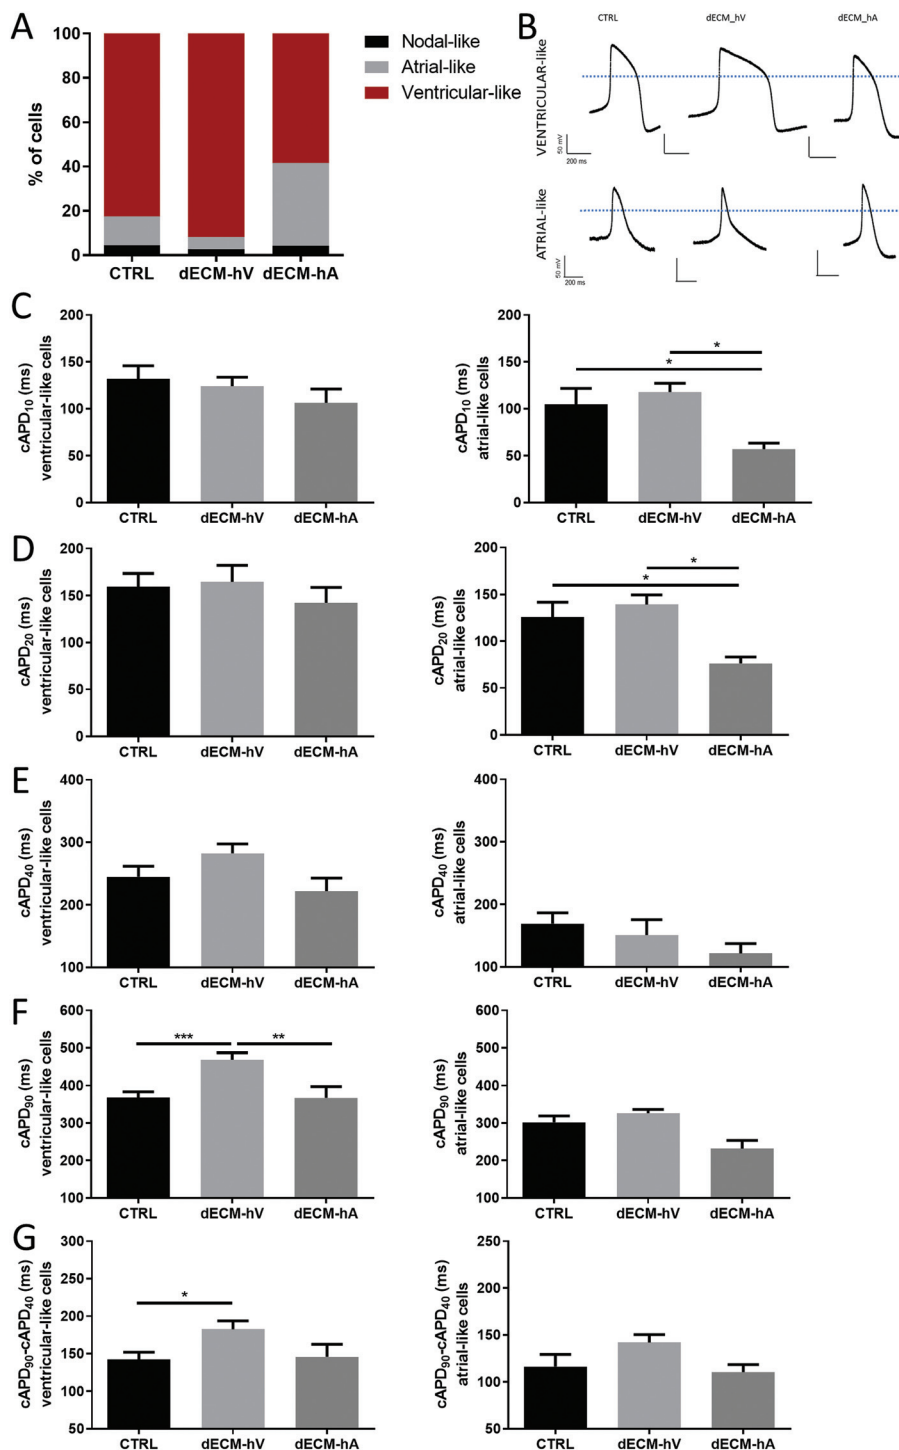 A
% of cells
100
80
60
40
20
0
CTRL dECM-hV dECM-hA
Nodal-like
Atrial-like
Ventricular-like
B
CTRL dECM_hV dECM_hA
VENTRICULAR-like
50 mV
200 ms
ATRIAL-like
50 mV
200 ms
C
cAPD10 (ms)
ventricular-like cells
200
150
100
50
0
CTRL dECM-hV dECM-hA
cAPD10 (ms)
atrial-like cells
200
150
100
50
0
*
*
CTRL dECM-hV dECM-hA
D
cAPD20 (ms)
ventricular-like cells
200
150
100
50
0
CTRL dECM-hV dECM-hA
cAPD20 (ms)
atrial-like cells
200
150
100
50
0
*
*
CTRL dECM-hV dECM-hA
E
cAPD40 (ms)
ventricular-like cells
400
300
200
100
CTRL dECM-hV dECM-hA
cAPD40 (ms)
atrial-like cells
400
300
200
100
CTRL dECM-hV dECM-hA
F
cAPD90 (ms)
ventricular-like cells
600
500
400
300
200
100
*** **
CTRL dECM-hV dECM-hA
cAPD90 (ms)
atrial-like cells
600
500
400
300
200
100
CTRL dECM-hV dECM-hA
G
cAPD90-cAPD40 (ms)
ventricular-like cells
300
250
200
150
100
50
*
CTRL dECM-hV dECM-hA
cAPD90-cAPD40 (ms)
atrial-like cells
250
200
150
100
50
CTRL dECM-hV dECM-hA